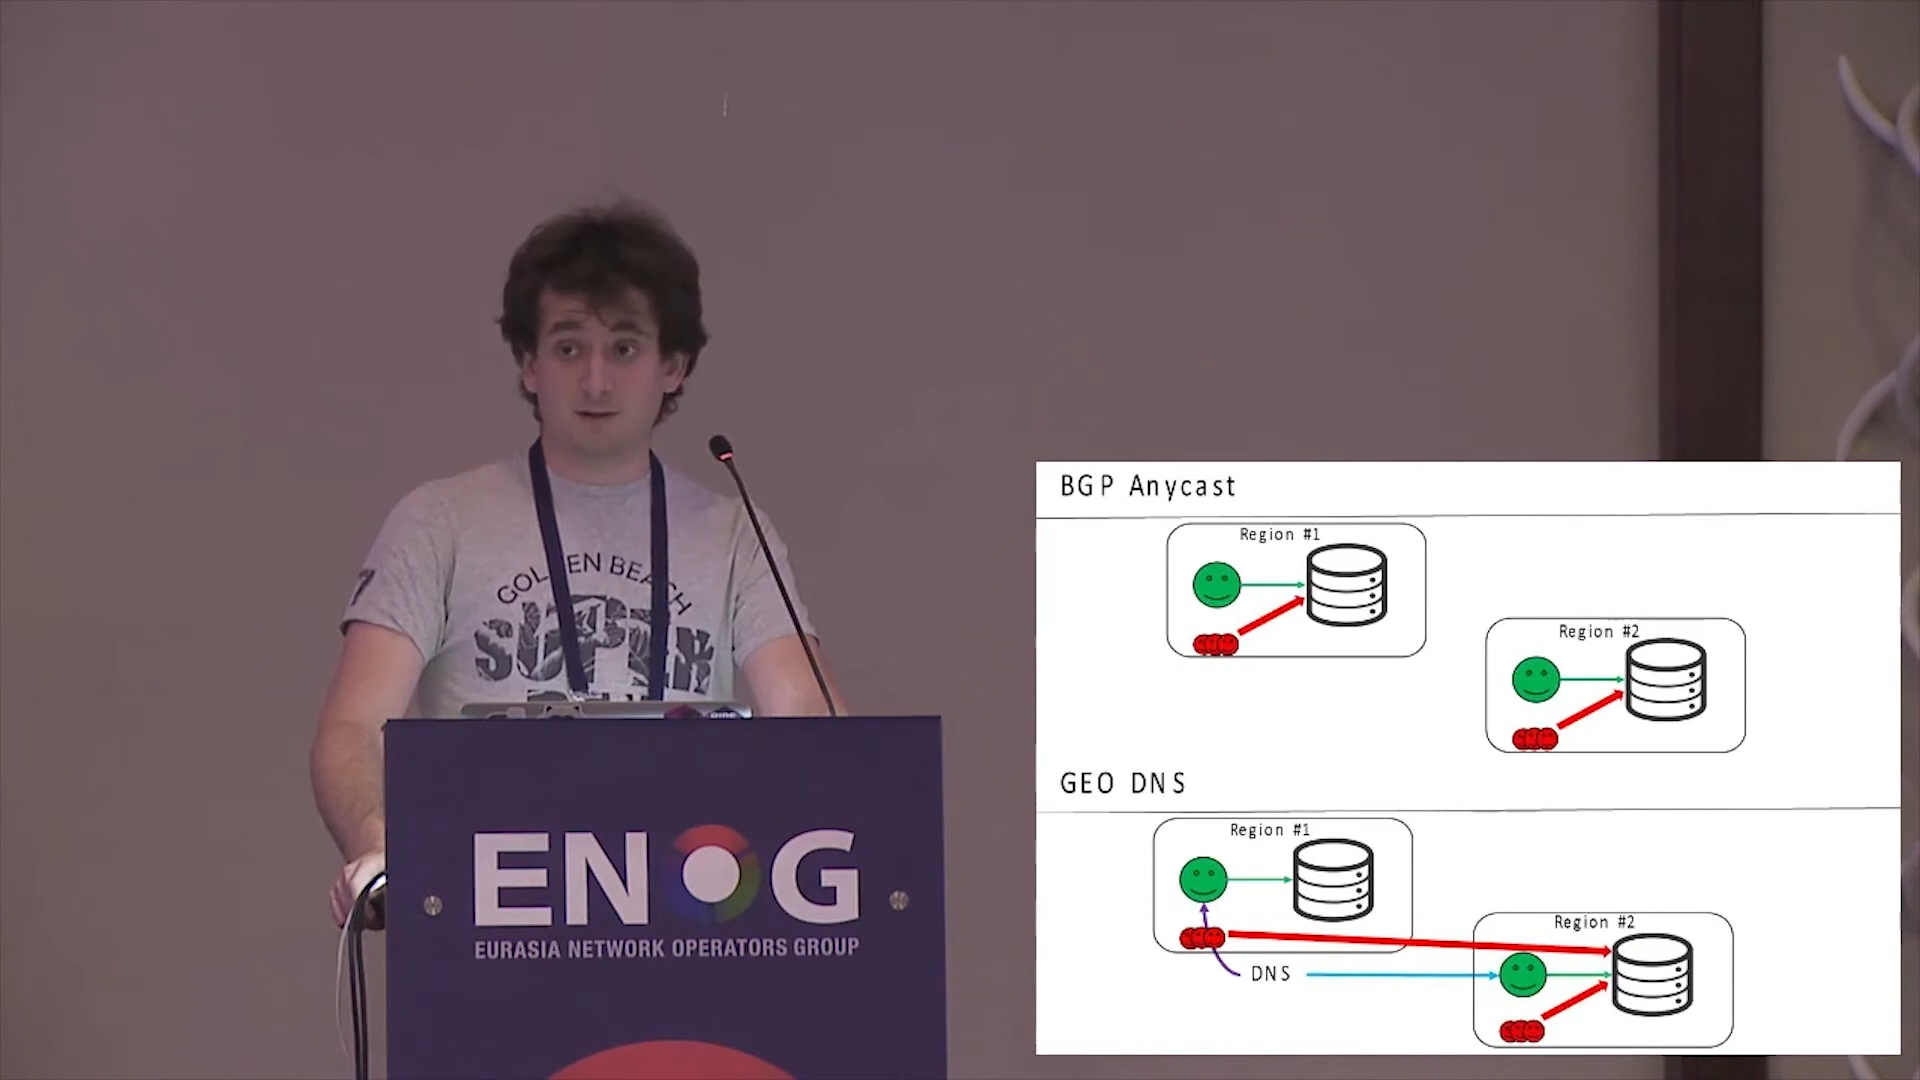 GOLDEN BEACH
SUPER
ENOG
EURASIA NETWORK OPERATORS GROUP
BGP Anycast
Region #1
Region #2
GEO DNS
Region #1
Region #2
DNS